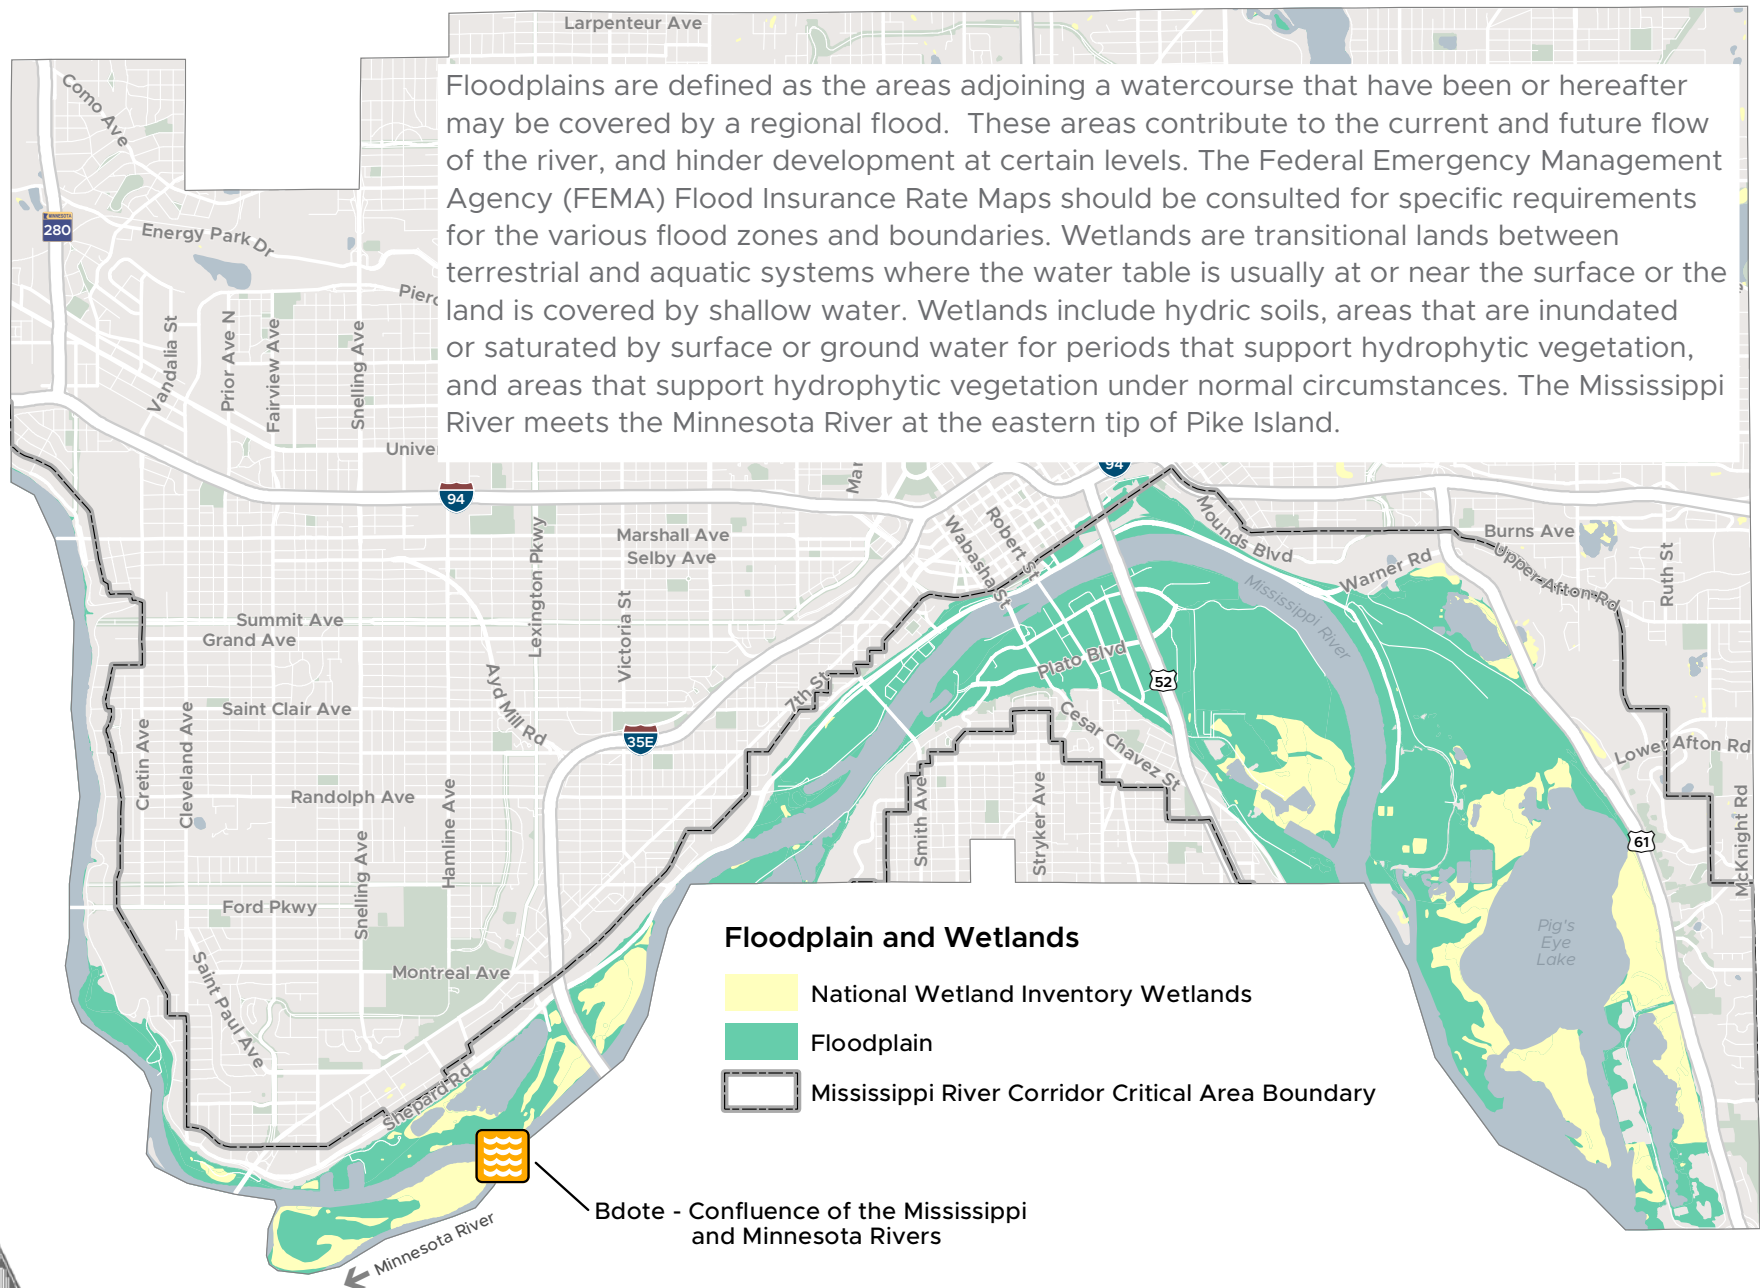 Larpenteur Ave
Como Ave
Floodplains are defined as the areas adjoining a watercourse that have been or hereafter
may be covered by a regional flood.  These areas contribute to the current and future flow
of the river, and hinder development at certain levels. The Federal Emergency Management
Agency (FEMA) Flood Insurance Rate Maps should be consulted for specific requirements
for the various flood zones and boundaries. Wetlands are transitional lands between
terrestrial and aquatic systems where the water table is usually at or near the surface or the
land is covered by shallow water. Wetlands include hydric soils, areas that are inundated
or saturated by surface or ground water for periods that support hydrophytic vegetation,
and areas that support hydrophytic vegetation under normal circumstances. The Mississippi
River meets the Minnesota River at the eastern tip of Pike Island.
MINNESOTA
280
Energy Park Dr
Pierc
Vandalia St
Prior Ave N
Fairview Ave
Snelling Ave
Univer
Mar
94
94
Marshall Ave
Selby Ave
Lexington Pkwy
Victoria St
Wabasha St
Robert St
Mounds Blvd
Warner Rd
Burns Ave
Upper Afton Rd
Ruth St
Mississippi River
Summit Ave
Grand Ave
Ayd Mill Rd
Plato Blvd
52
7th St
Saint Clair Ave
35E
Cesar Chavez St
Lower Afton Rd
Cretin Ave
Cleveland Ave
Randolph Ave
Hamline Ave
Snelling Ave
Smith Ave
Stryker Ave
61
McKnight Rd
Ford Pkwy
Pig's
Eye
Lake
Saint Paul Ave
Montreal Ave
Shepard Rd
Floodplain and Wetlands
National Wetland Inventory Wetlands
Floodplain
Mississippi River Corridor Critical Area Boundary
Bdote - Confluence of the Mississippi
and Minnesota Rivers
Minnesota River